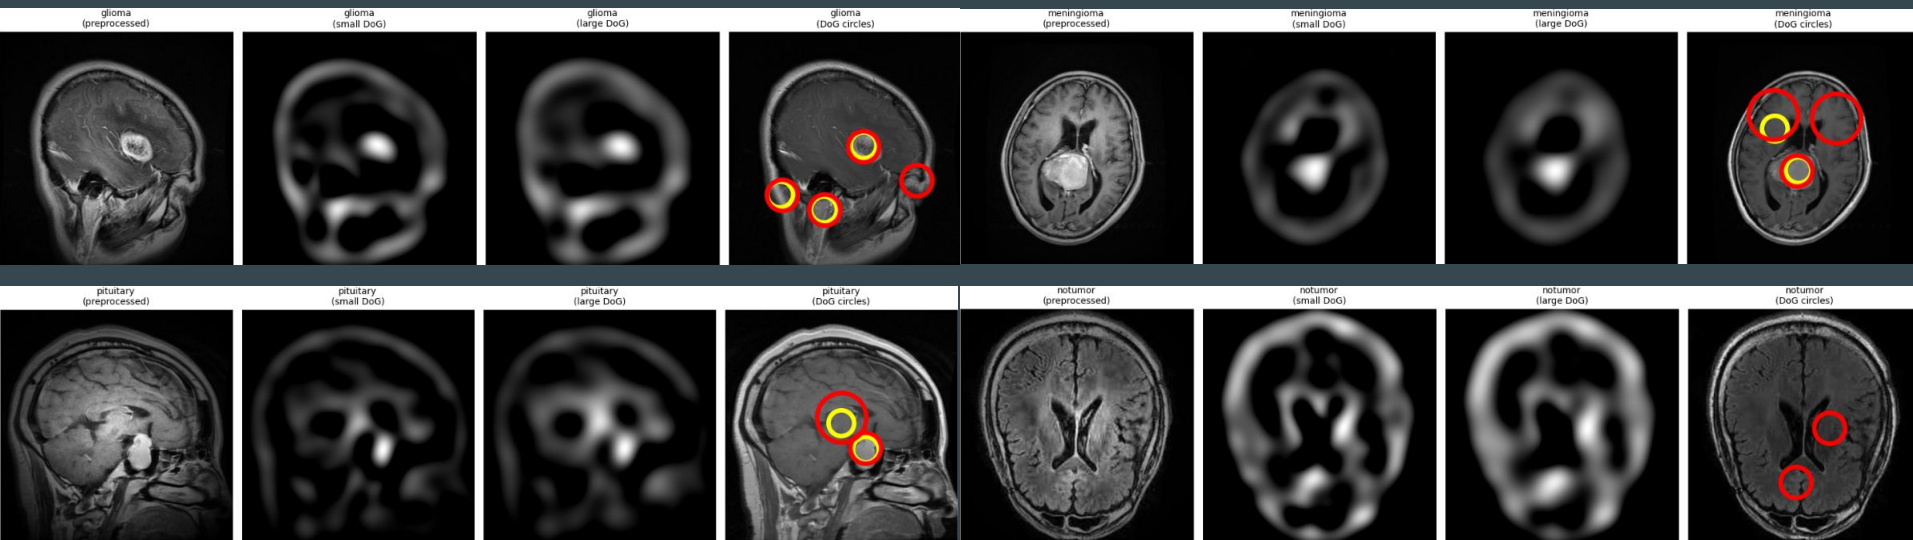 glioma
(preprocessed)
glioma
(small DoG)
glioma
(large DoG)
glioma
(DoG circles)
meningioma
(preprocessed)
meningioma
(small DoG)
meningioma
(large DoG)
meningioma
(DoG circles)
pituitary
(preprocessed)
pituitary
(small DoG)
pituitary
(large DoG)
pituitary
(DoG circles)
notumor
(preprocessed)
notumor
(small DoG)
notumor
(large DoG)
notumor
(DoG circles)